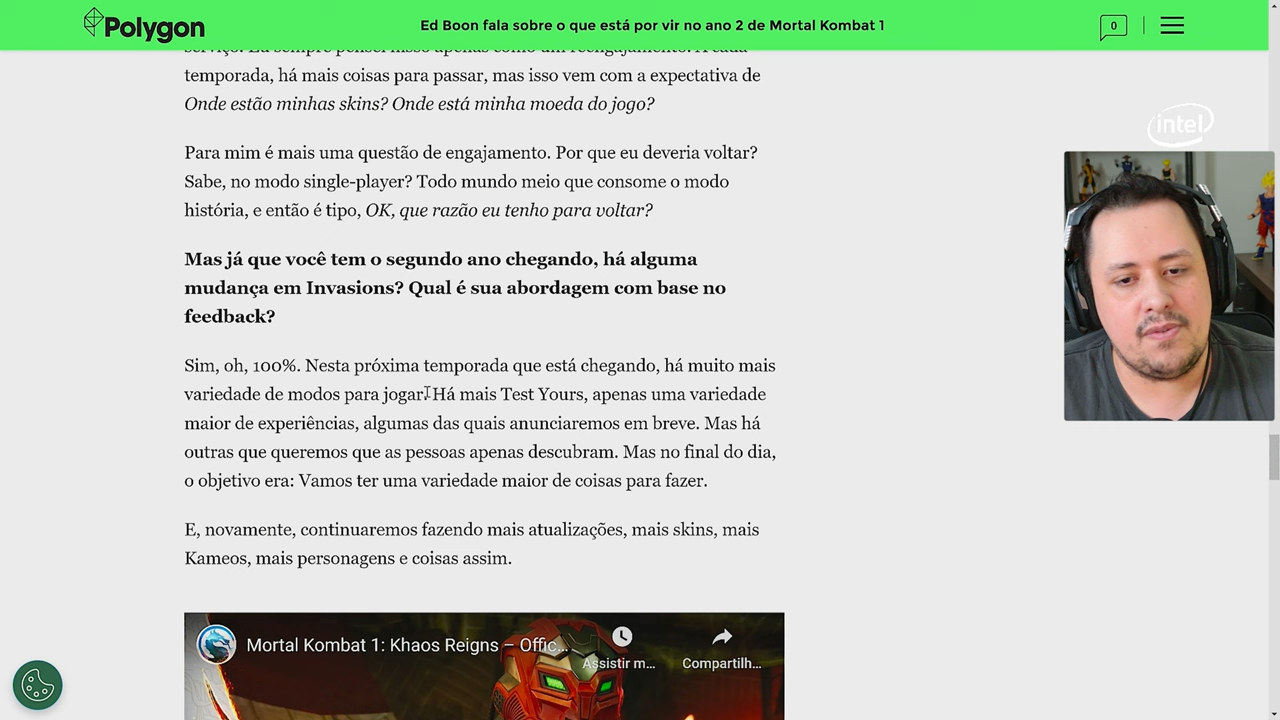 Polygon
Ed Boon fala sobre o que está por vir no ano 2 de Mortal Kombat 1
0
temporada, há mais coisas para passar, mas isso vem com a expectativa de
Onde estão minhas skins? Onde está minha moeda do jogo?
Para mim é mais uma questão de engajamento. Por que eu deveria voltar?
Sabe, no modo single-player? Todo mundo meio que consome o modo
história, e então é tipo, OK, que razão eu tenho para voltar?
Mas já que você tem o segundo ano chegando, há alguma
mudança em Invasions? Qual é sua abordagem com base no
feedback?
Sim, oh, 100%. Nesta próxima temporada que está chegando, há muito mais
variedade de modos para jogar. Há mais Test Yours, apenas uma variedade
maior de experiências, algumas das quais anunciaremos em breve. Mas há
outras que queremos que as pessoas apenas descubram. Mas no final do dia,
o objetivo era: Vamos ter uma variedade maior de coisas para fazer.
E, novamente, continuaremos fazendo mais atualizações, mais skins, mais
Kameos, mais personagens e coisas assim.
Mortal Kombat 1: Khaos Reigns – Offic...
Assistir m...
Compartilh...
intel